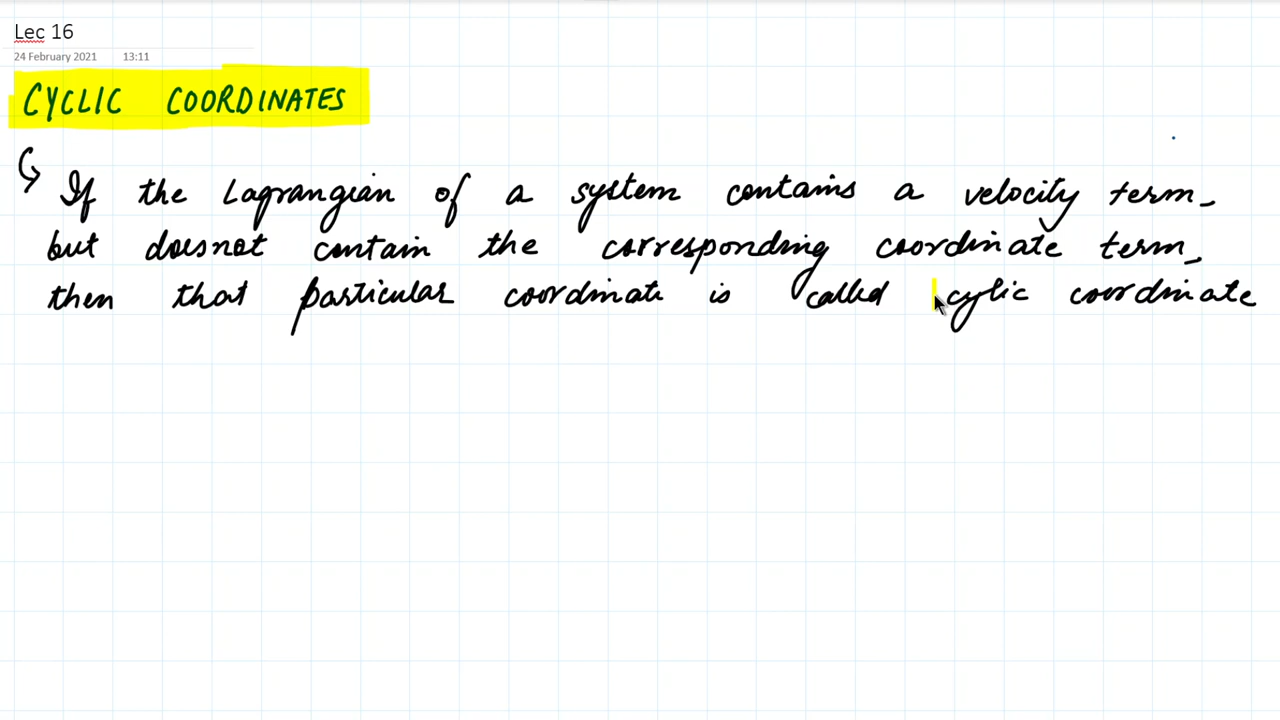 Lec 16
24 February 2021 13:11
CYCLIC COORDINATES
If the Lagrangian of a system contains a velocity term,
but doesnot contain the corresponding coordinate term,
then that particular coordinate is called cylic coordinate